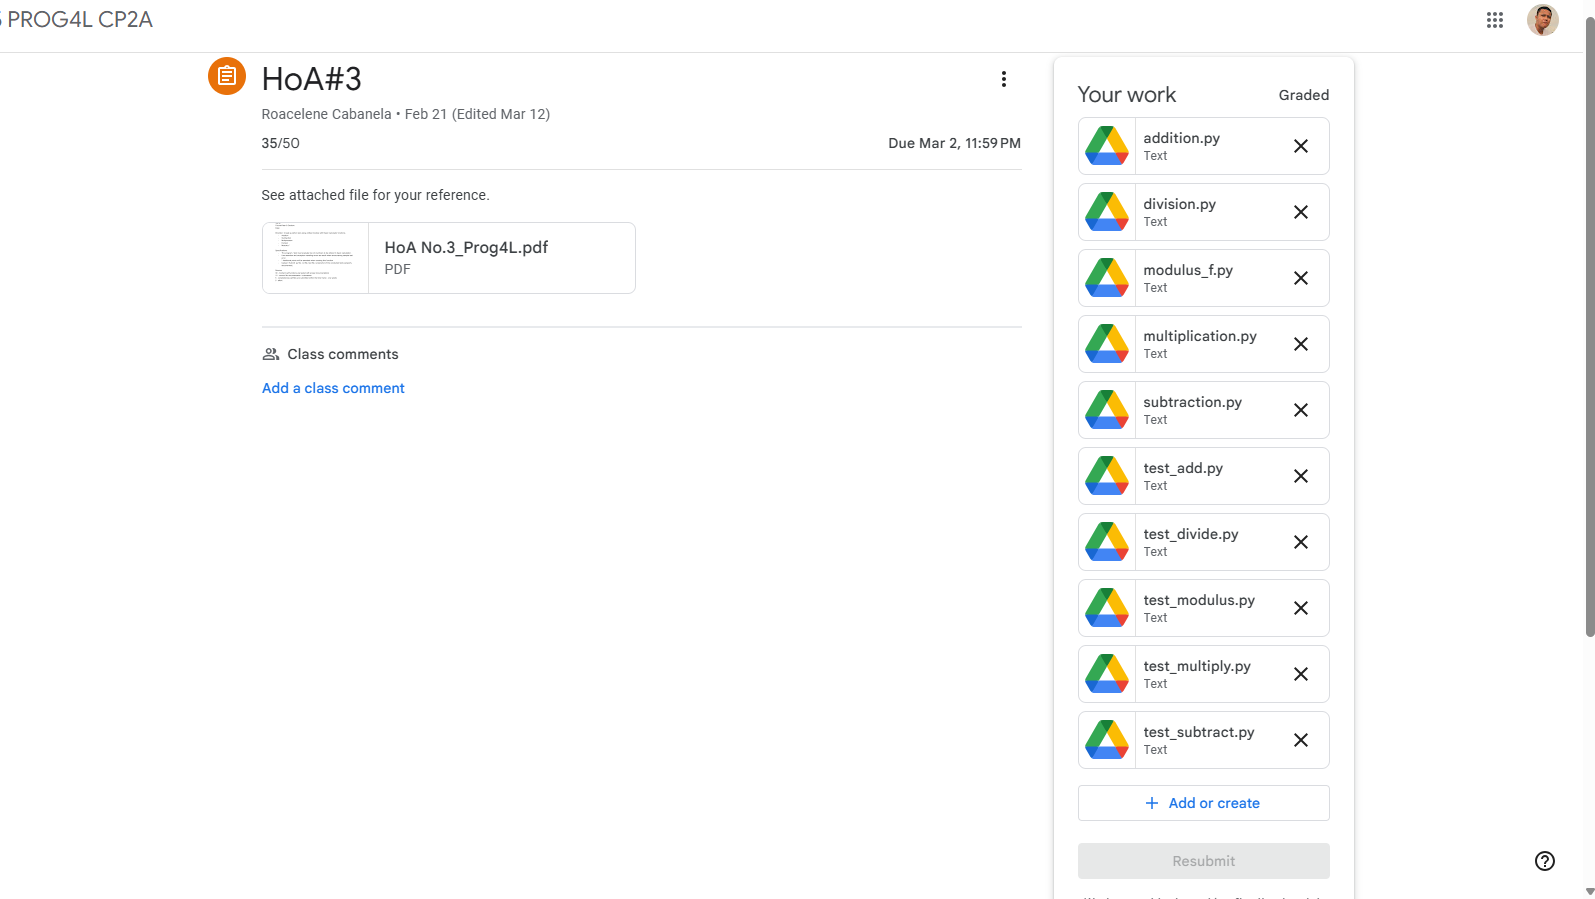 PROG4L CP2A
HoA#3
Roacelene Cabanela • Feb 21 (Edited Mar 12)
35/50
Due Mar 2, 11:59 PM
See attached file for your reference.
HoA No.3_Prog4L.pdf
PDF
Class comments
Add a class comment
Your work
Graded
addition.py
Text
division.py
Text
modulus_f.py
Text
multiplication.py
Text
subtraction.py
Text
test_add.py
Text
test_divide.py
Text
test_modulus.py
Text
test_multiply.py
Text
test_subtract.py
Text
+ Add or create
Resubmit